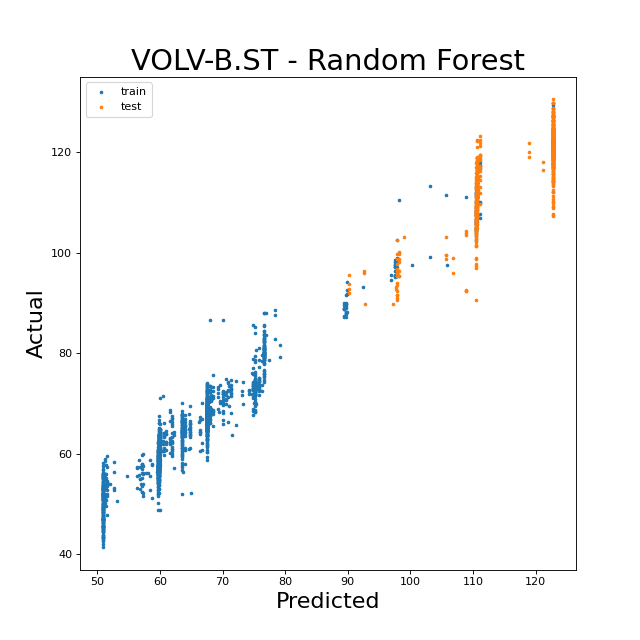 VOLV-B.ST - Random Forest
train
test
120
100
80
60
40
Actual
50 60 70 80 90 100 110 120
Predicted